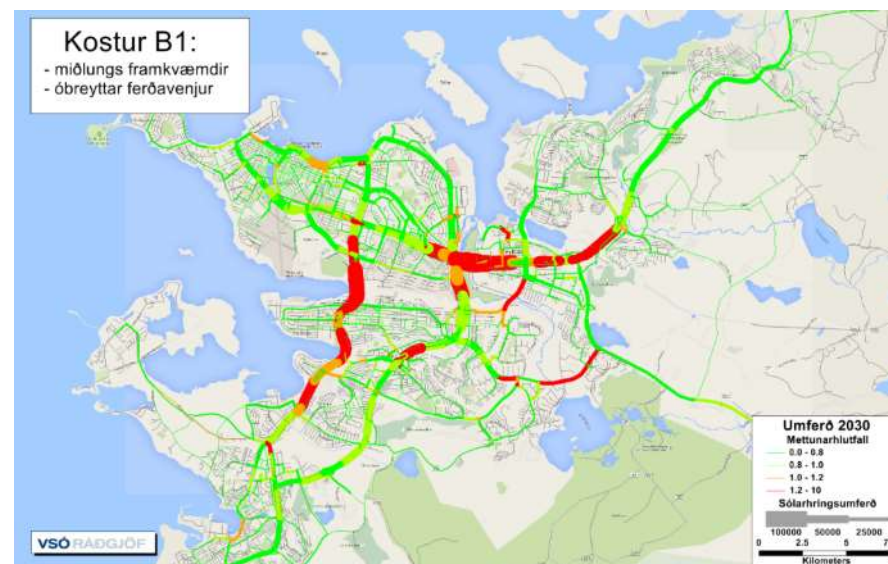 Kostur B1:
- miðlungs framkvæmdir
- óbreyttar ferðavenjur
Umferð 2030
Mettunarhlutfall
0.0 - 0.8
0.8 - 1.0
1.0 - 1.2
1.2 - 10
Sólarhringsumferð
100000 50000 25000
0 2.5 5
Kilometers
VSÓ RÁÐGJÖF